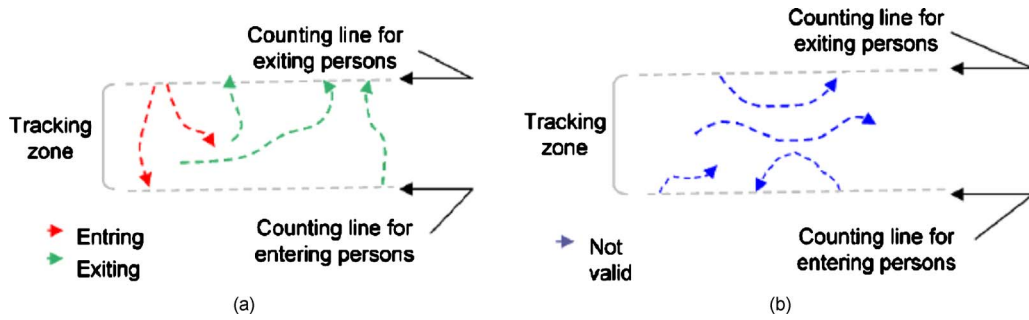 Counting line for
exiting persons
Tracking
zone
Counting line for
entering persons
Entring
Exiting
(a)
Counting line for
exiting persons
Tracking
zone
Counting line for
entering persons
Not
valid
(b)